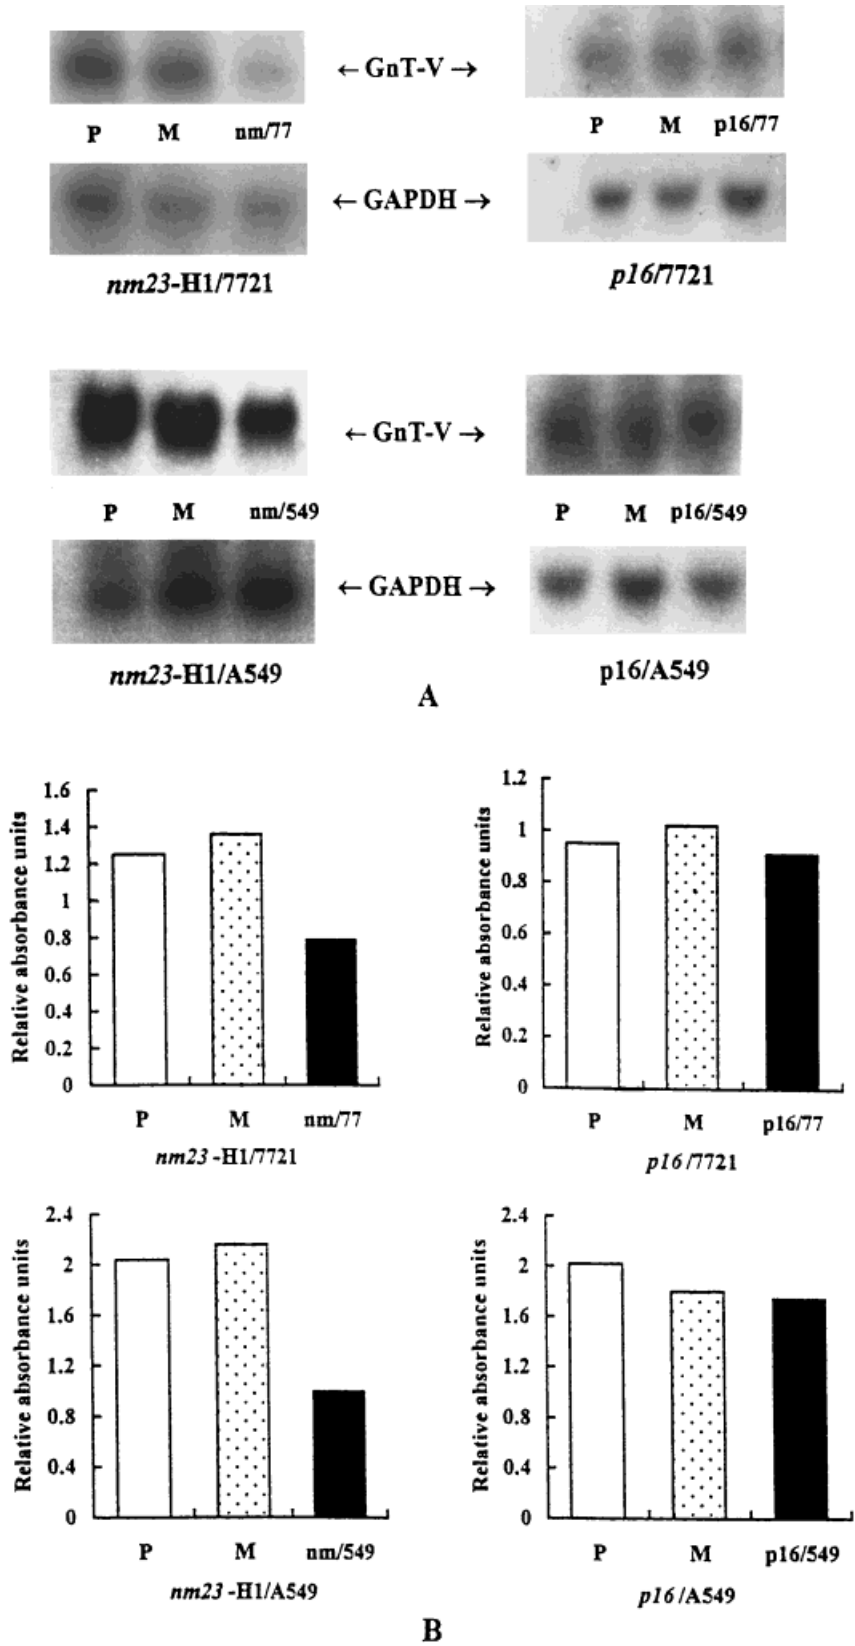 ← GnT-V →
P M nm/77
P M p16/77
← GAPDH →
nm23-H1/7721
p16/7721
← GnT-V →
P M nm/549
P M p16/549
← GAPDH →
nm23-H1/A549
p16/A549
A
Relative absorbance units
1.6
1.4
1.2
1
0.8
0.6
0.4
0.2
0
P M nm/77
nm23-H1/7721
Relative absorbance units
1.2
1
0.8
0.6
0.4
0.2
0
P M p16/77
p16/7721
Relative absorbance units
2.4
2
1.6
1.2
0.8
0.4
0
P M nm/549
nm23-H1/A549
Relative absorbance units
2.4
2
1.6
1.2
0.8
0.4
0
P M p16/549
p16/A549
B